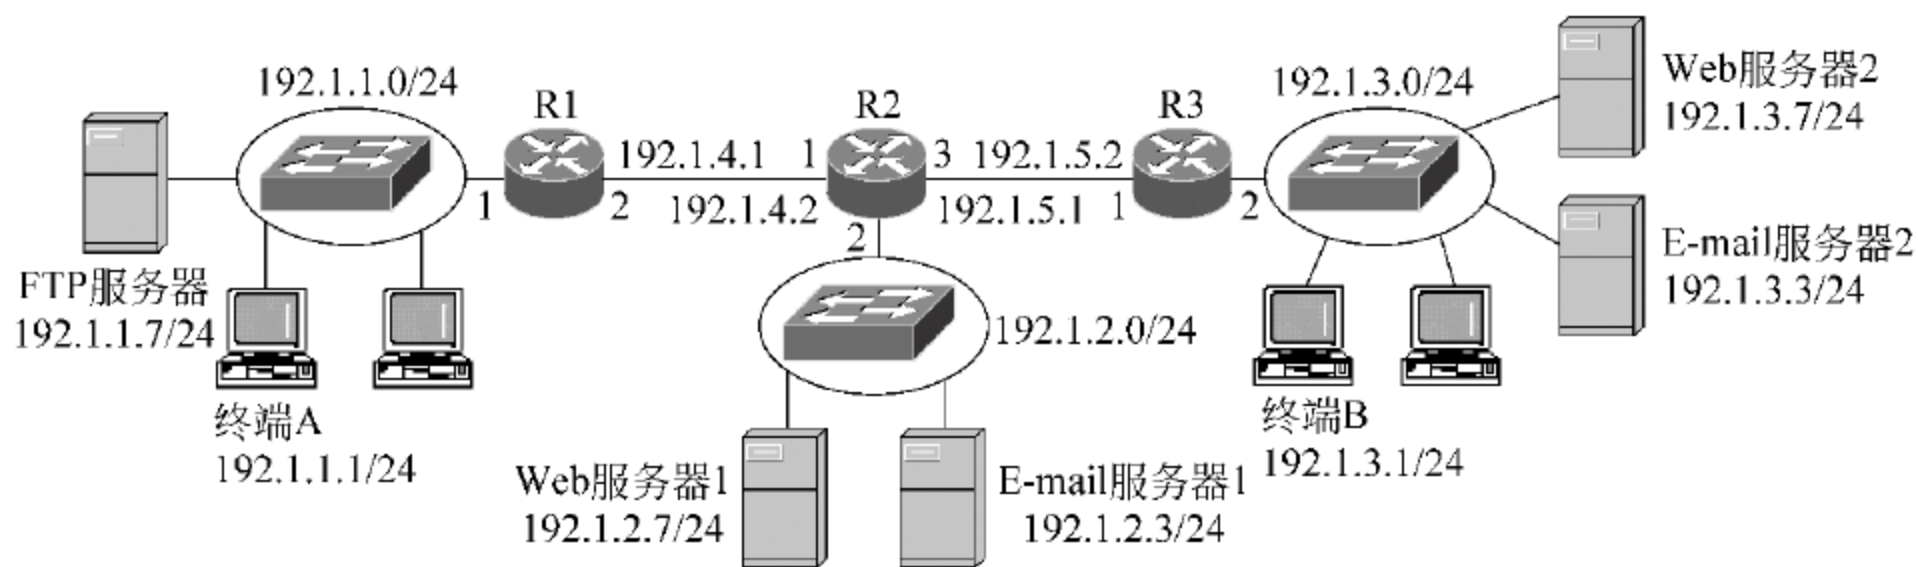 192.1.1.0/24
R1
R2
R3
192.1.3.0/24
Web服务器2
192.1.3.7/24
192.1.4.1
1
3
192.1.5.2
1
2
192.1.4.2
192.1.5.1
1
2
2
E-mail服务器2
192.1.3.3/24
FTP服务器
192.1.1.7/24
192.1.2.0/24
终端A
192.1.1.1/24
终端B
192.1.3.1/24
Web服务器1
192.1.2.7/24
E-mail服务器1
192.1.2.3/24